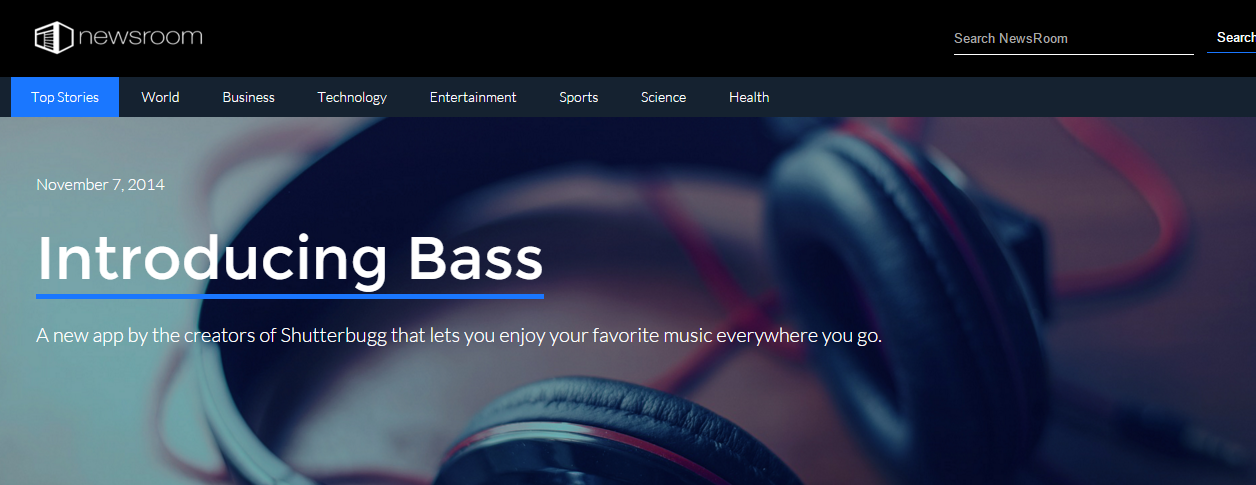 newsroom
Search NewsRoom
Search
Top Stories World Business Technology Entertainment Sports Science Health
November 7, 2014
Introducing Bass
A new app by the creators of Shutterbugg that lets you enjoy your favorite music everywhere you go.